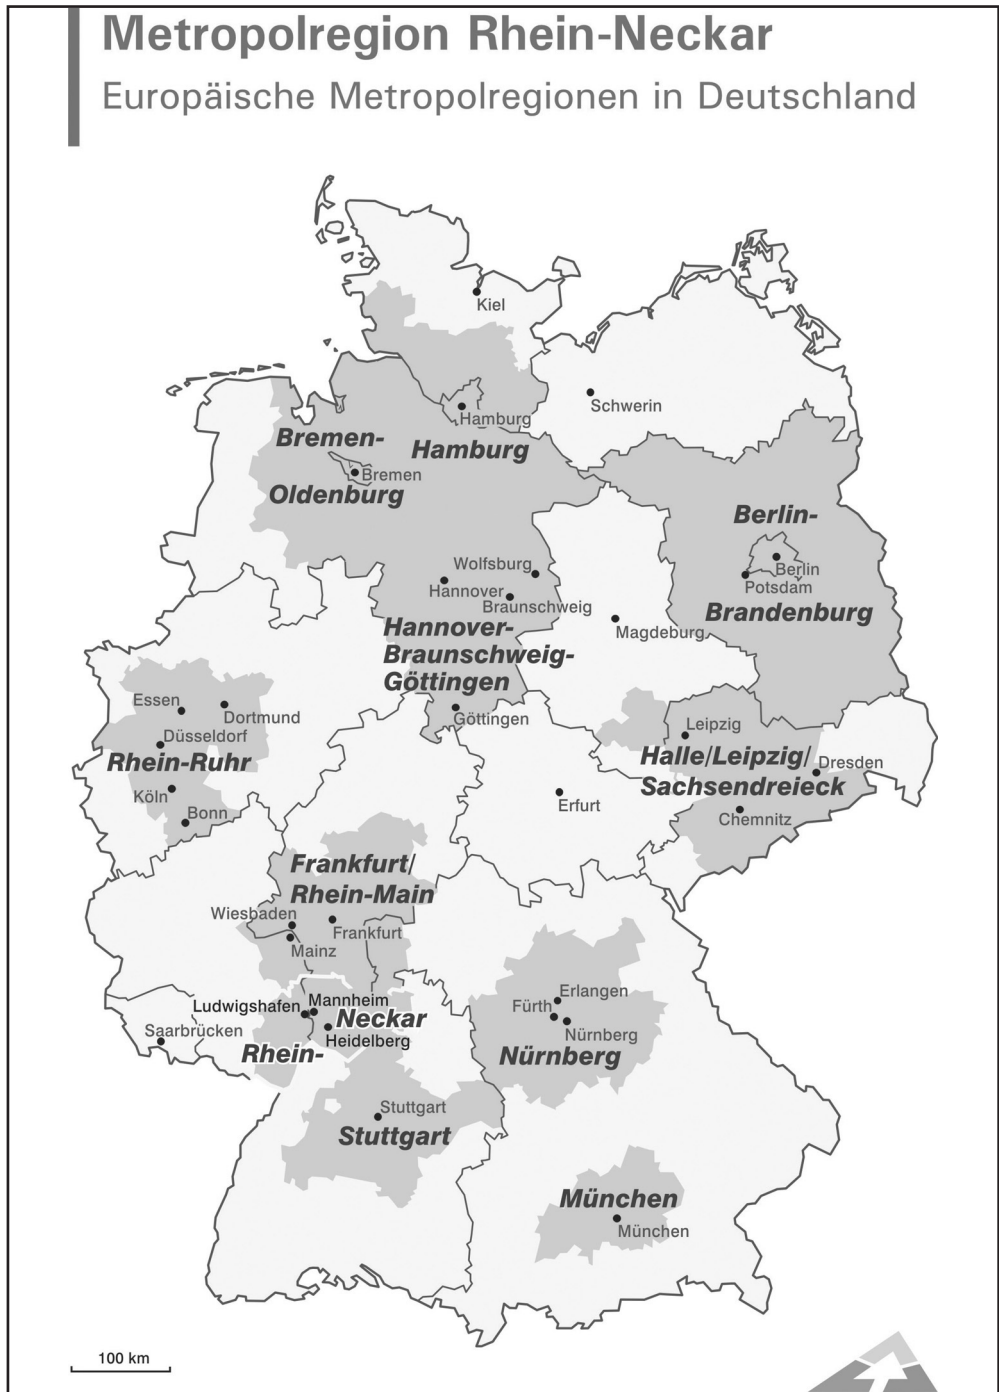 Metropolregion Rhein-Neckar
Europäische Metropolregionen in Deutschland
Kiel
Schwerin
Hamburg
Bremen-
Hamburg
Bremen
Oldenburg
Berlin-
Wolfsburg
Berlin
Hannover
Potsdam
Braunschweig
Brandenburg
Hannover-
Magdeburg
Braunschweig-
Göttingen
Essen
Dortmund
Göttingen
Leipzig
Düsseldorf
Rhein-Ruhr
Halle/Leipzig/
Dresden
Sachsendreieck
Köln
Erfurt
Bonn
Chemnitz
Frankfurt/
Rhein-Main
Wiesbaden
Frankfurt
Mainz
Erlangen
Ludwigshafen
Mannheim
Fürth
Neckar
Saarbrücken
Nürnberg
Heidelberg
Rhein-
Nürnberg
Stuttgart
Stuttgart
München
München
100 km